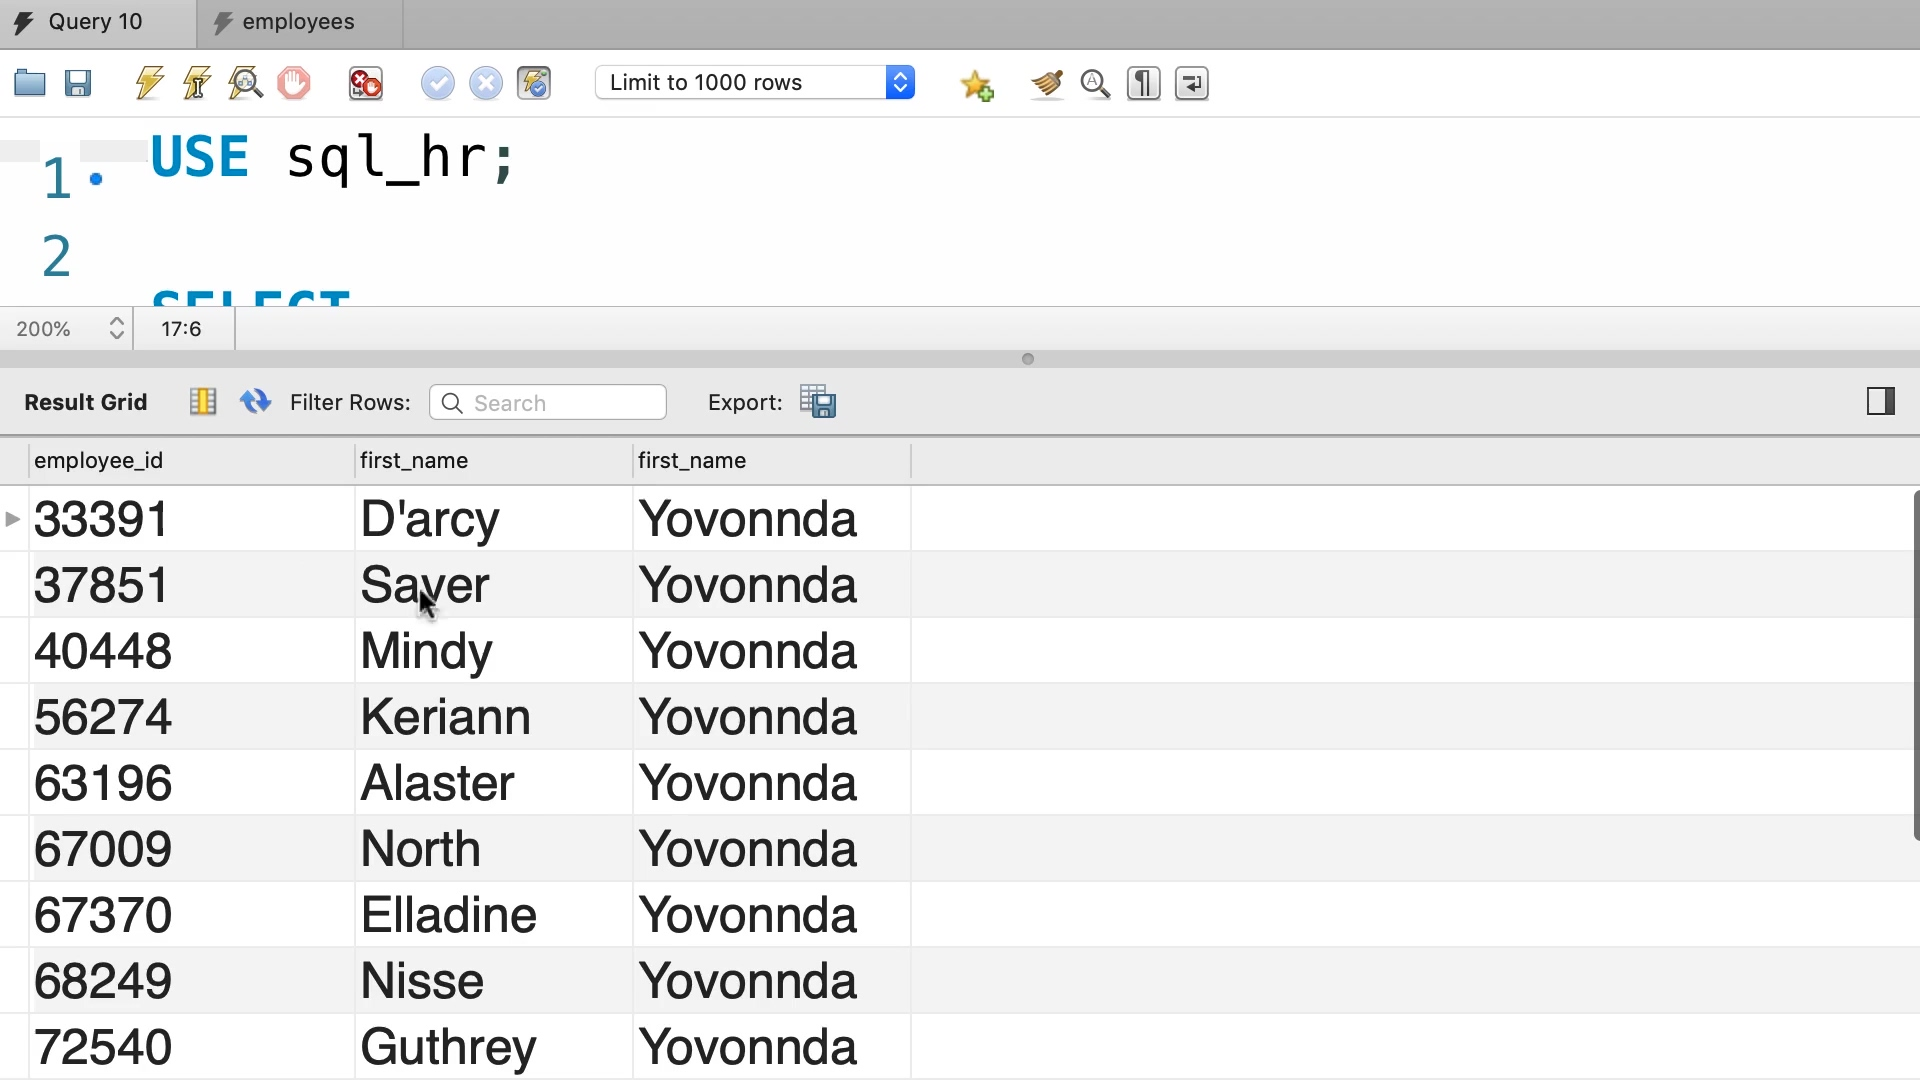 Query 10 employees
Limit to 1000 rows
1 USE sql_hr;
2
SELECT
200% 17:6
Result Grid Filter Rows: Search Export:
employee_id first_name first_name
33391 D'arcy Yovonnda
37851 Sayer Yovonnda
40448 Mindy Yovonnda
56274 Keriann Yovonnda
63196 Alaster Yovonnda
67009 North Yovonnda
67370 Elladine Yovonnda
68249 Nisse Yovonnda
72540 Guthrey Yovonnda